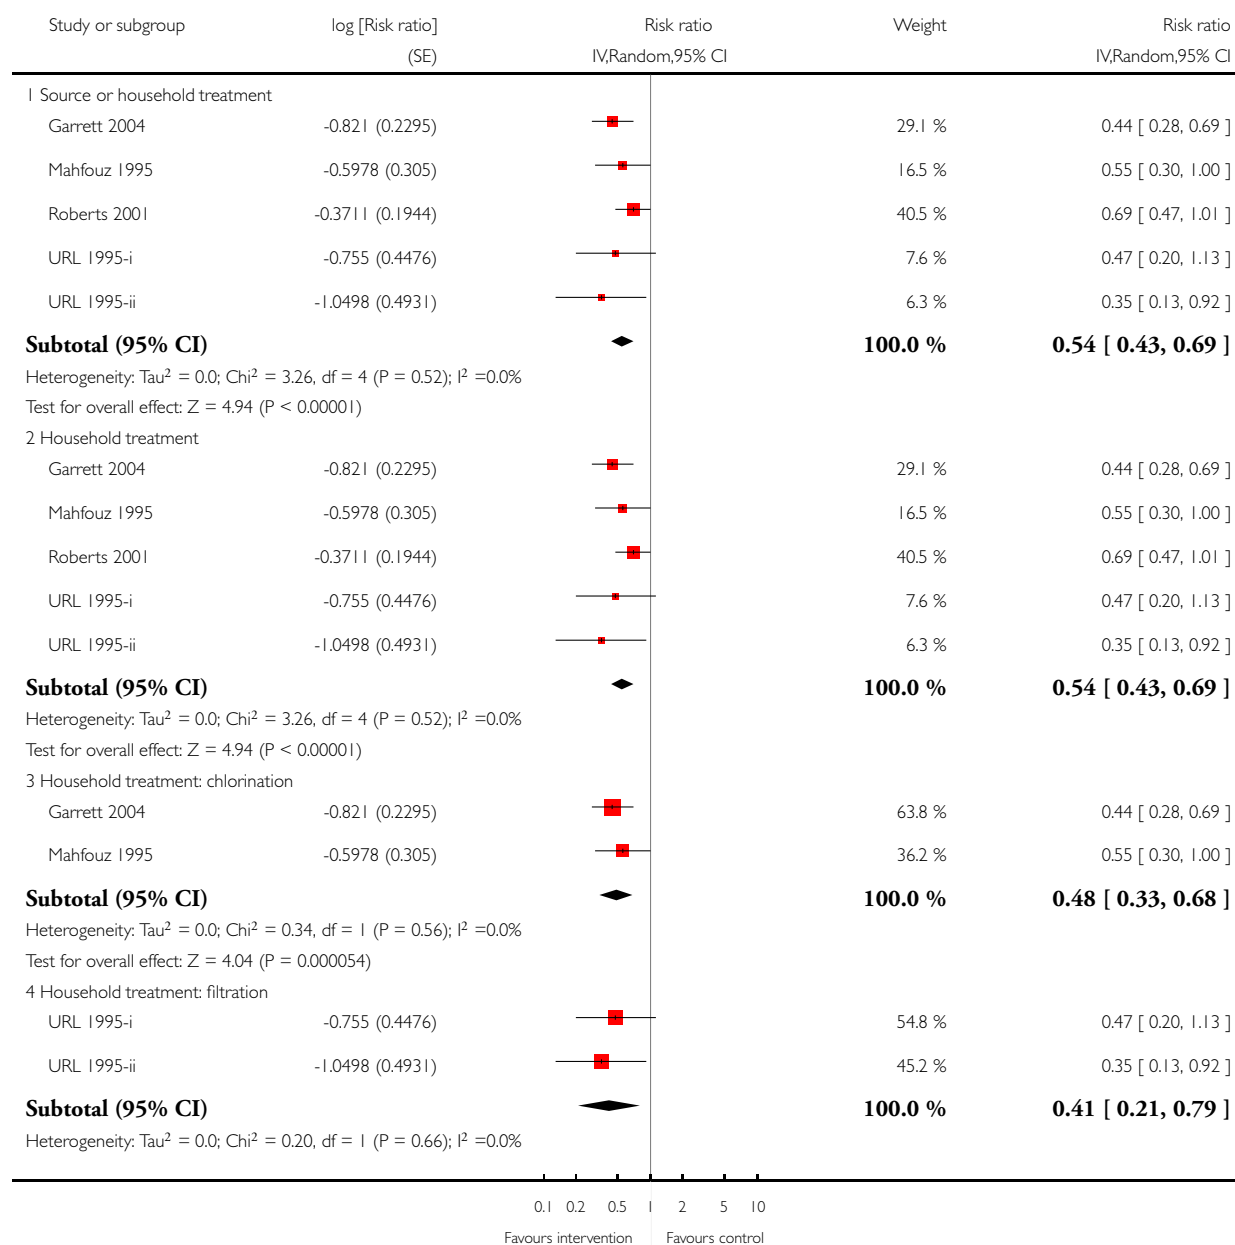 Study or subgroup log [Risk ratio] Risk ratio Weight Risk ratio
(SE) IV,Random,95% CI IV,Random,95% CI
1 Source or household treatment
Garrett 2004 -0.821 (0.2295) 29.1 % 0.44 [ 0.28, 0.69 ]
Mahfouz 1995 -0.5978 (0.305) 16.5 % 0.55 [ 0.30, 1.00 ]
Roberts 2001 -0.3711 (0.1944) 40.5 % 0.69 [ 0.47, 1.01 ]
URL 1995-i -0.755 (0.4476) 7.6 % 0.47 [ 0.20, 1.13 ]
URL 1995-ii -1.0498 (0.4931) 6.3 % 0.35 [ 0.13, 0.92 ]
Subtotal (95% CI) 100.0 % 0.54 [ 0.43, 0.69 ]
Heterogeneity: Tau² = 0.0; Chi² = 3.26, df = 4 (P = 0.52); I² =0.0%
Test for overall effect: Z = 4.94 (P < 0.00001)
2 Household treatment
Garrett 2004 -0.821 (0.2295) 29.1 % 0.44 [ 0.28, 0.69 ]
Mahfouz 1995 -0.5978 (0.305) 16.5 % 0.55 [ 0.30, 1.00 ]
Roberts 2001 -0.3711 (0.1944) 40.5 % 0.69 [ 0.47, 1.01 ]
URL 1995-i -0.755 (0.4476) 7.6 % 0.47 [ 0.20, 1.13 ]
URL 1995-ii -1.0498 (0.4931) 6.3 % 0.35 [ 0.13, 0.92 ]
Subtotal (95% CI) 100.0 % 0.54 [ 0.43, 0.69 ]
Heterogeneity: Tau² = 0.0; Chi² = 3.26, df = 4 (P = 0.52); I² =0.0%
Test for overall effect: Z = 4.94 (P < 0.00001)
3 Household treatment: chlorination
Garrett 2004 -0.821 (0.2295) 63.8 % 0.44 [ 0.28, 0.69 ]
Mahfouz 1995 -0.5978 (0.305) 36.2 % 0.55 [ 0.30, 1.00 ]
Subtotal (95% CI) 100.0 % 0.48 [ 0.33, 0.68 ]
Heterogeneity: Tau² = 0.0; Chi² = 0.34, df = 1 (P = 0.56); I² =0.0%
Test for overall effect: Z = 4.04 (P = 0.000054)
4 Household treatment: filtration
URL 1995-i -0.755 (0.4476) 54.8 % 0.47 [ 0.20, 1.13 ]
URL 1995-ii -1.0498 (0.4931) 45.2 % 0.35 [ 0.13, 0.92 ]
Subtotal (95% CI) 100.0 % 0.41 [ 0.21, 0.79 ]
Heterogeneity: Tau² = 0.0; Chi² = 0.20, df = 1 (P = 0.66); I² =0.0%
0.1 0.2 0.5 1 2 5 10
Favours intervention Favours control